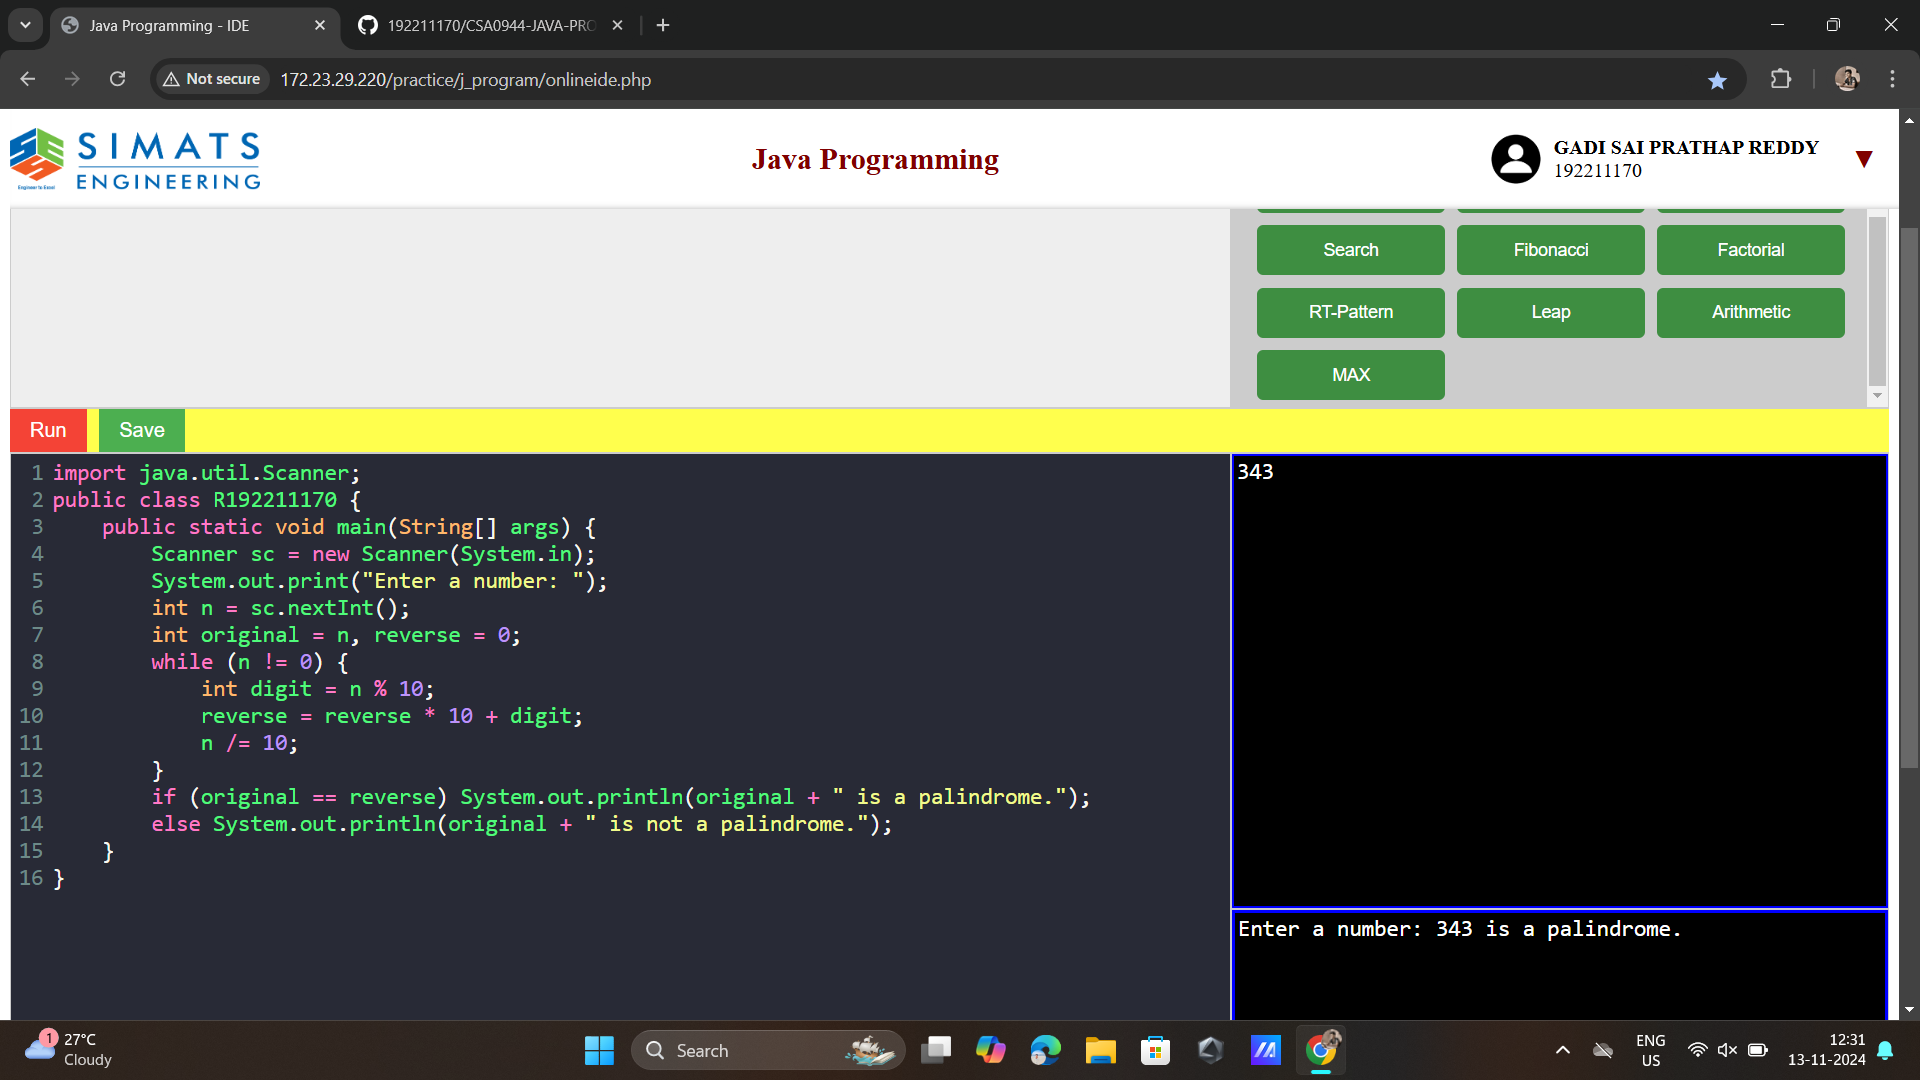 Java Programming - IDE
192211170/CSA0944-JAVA-PRO
Not secure
172.23.29.220/practice/j_program/onlineide.php
SIMATS
ENGINEERING
Engineer to Excel
Java Programming
GADI SAI PRATHAP REDDY
192211170
Search
Fibonacci
Factorial
RT-Pattern
Leap
Arithmetic
MAX
Run
Save
1 import java.util.Scanner;
2 public class R192211170 {
3     public static void main(String[] args) {
4         Scanner sc = new Scanner(System.in);
5         System.out.print("Enter a number: ");
6         int n = sc.nextInt();
7         int original = n, reverse = 0;
8         while (n != 0) {
9             int digit = n % 10;
10             reverse = reverse * 10 + digit;
11             n /= 10;
12         }
13         if (original == reverse) System.out.println(original + " is a palindrome.");
14         else System.out.println(original + " is not a palindrome.");
15     }
16 }
343
Enter a number: 343 is a palindrome.
1
27°C
Cloudy
Search
ENG
US
12:31
13-11-2024